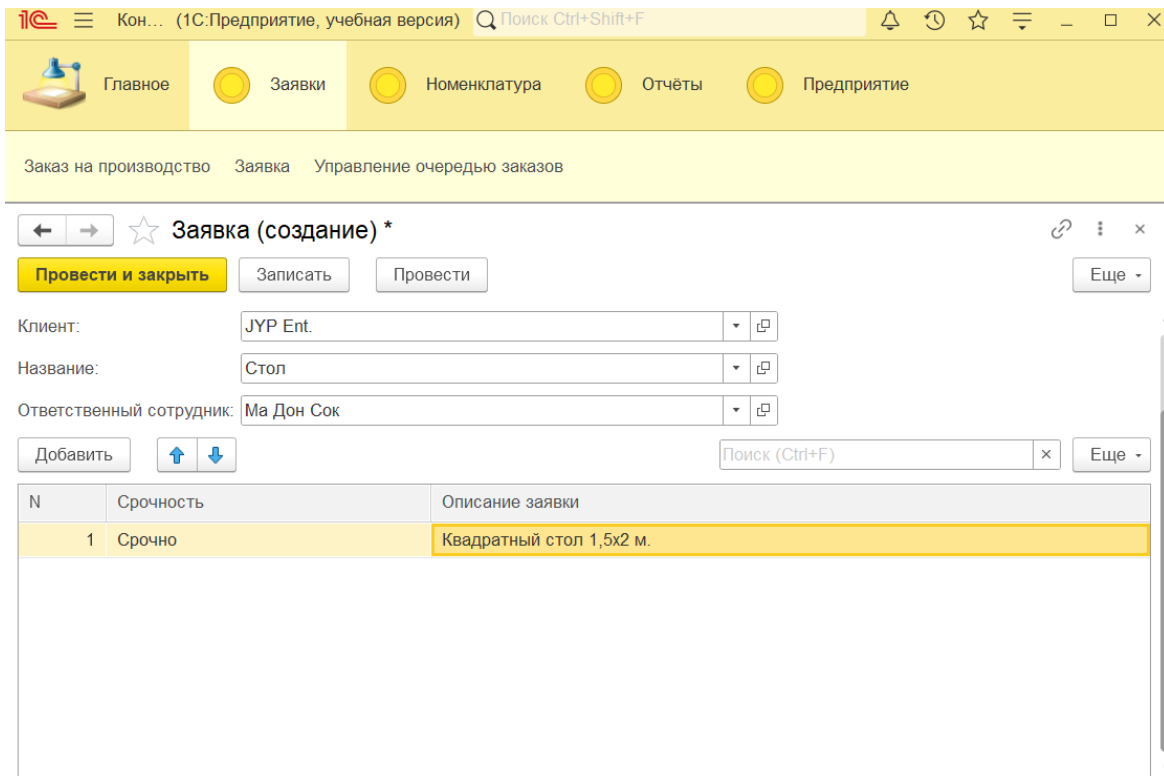 1С Кон... (1С:Предприятие, учебная версия) Поиск Ctrl+Shift+F
Главное Заявки Номенклатура Отчёты Предприятие
Заказ на производство Заявка Управление очередью заказов
Заявка (создание) *
Провести и закрыть Записать Провести Еще
Клиент: JYP Ent.
Название: Стол
Ответственный сотрудник: Ма Дон Сок
Добавить Поиск (Ctrl+F) Еще
N Срочность Описание заявки
1 Срочно Квадратный стол 1,5х2 м.